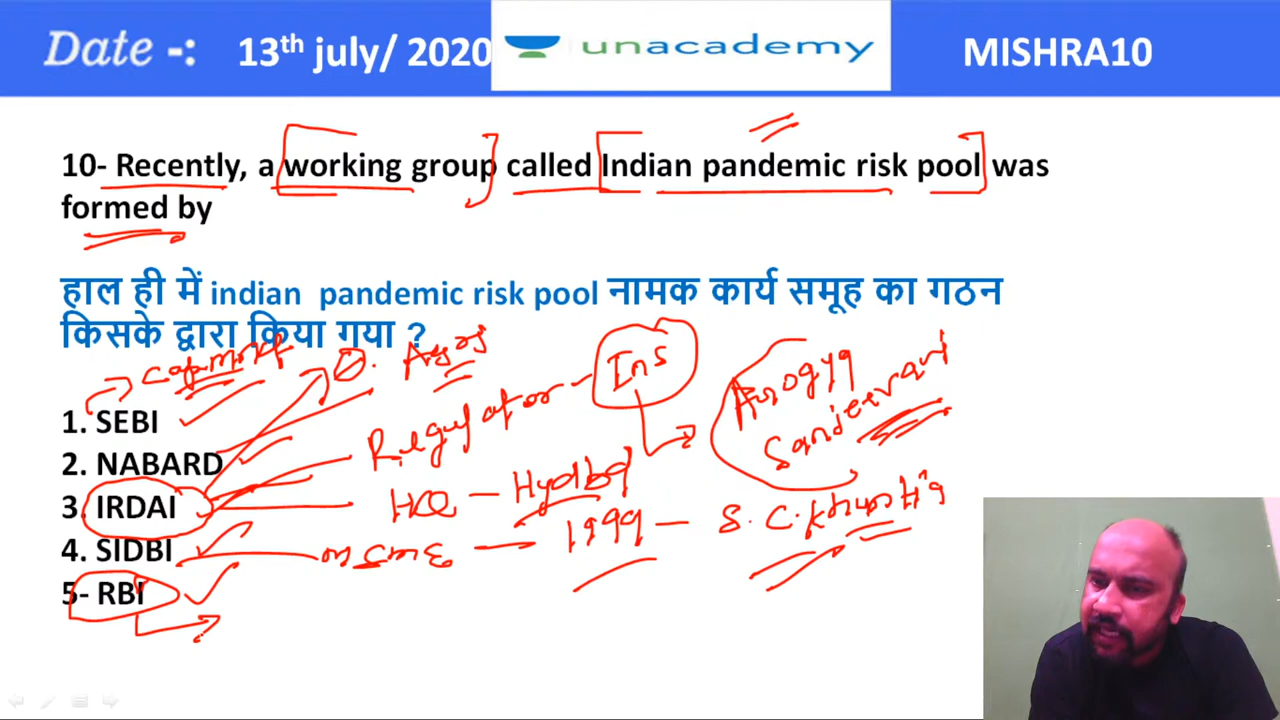 Date -: 13th july/ 2020 unacademy MISHRA10
10- Recently, a working group called Indian pandemic risk pool was
formed by
हाल ही में indian pandemic risk pool नामक कार्य समूह का गठन
किसके द्वारा किया गया ?
Ins
Arogya
Sanjeevani
Regulator
1. SEBI
2. NABARD
3. IRDAI
HQ - Hydbd
1999 - S. C. Khuntia
4. SIDBI
5- RBI